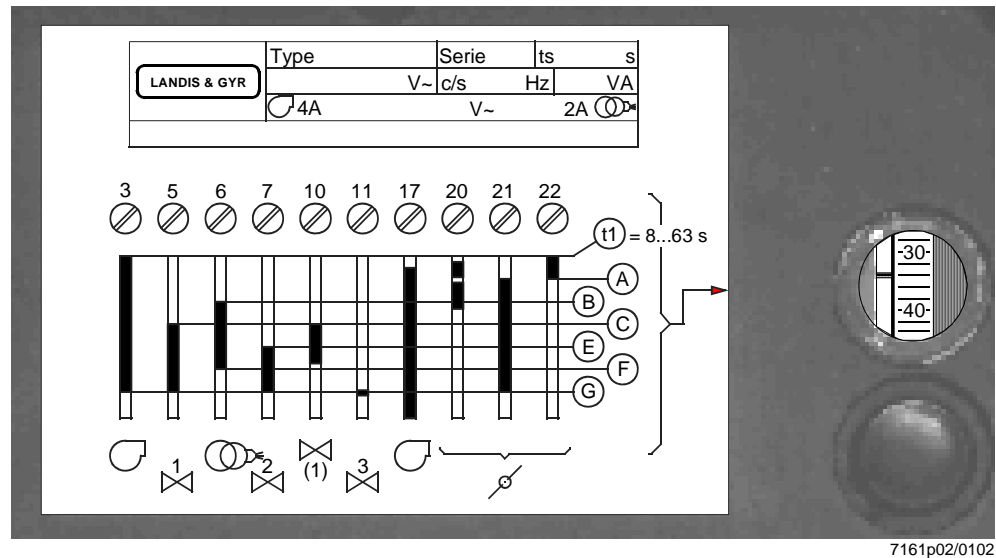 Type Serie ts s
LANDIS & GYR V~ c/s Hz VA
4A V~ 2A
3 5 6 7 10 11 17 20 21 22
t1 = 8...63 s
A
B
C
E
F
G
-30-
-40-
1 2 (1) 3
7161p02/0102